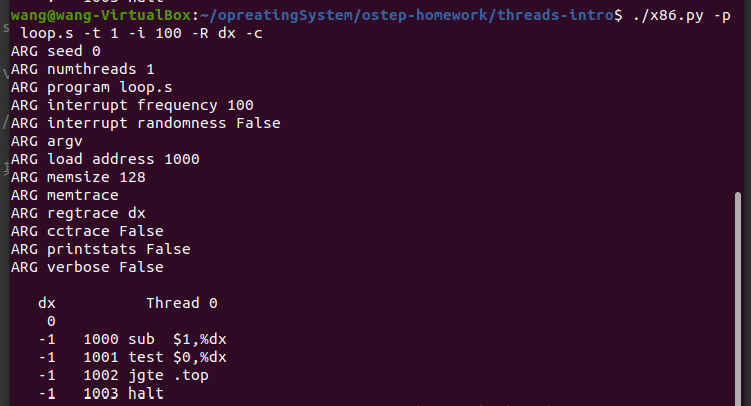 1003 halt
wang@wang-VirtualBox:~/opreatingSystem/ostep-homework/threads-intro$ ./x86.py -p
 loop.s -t 1 -i 100 -R dx -c
ARG seed 0
ARG numthreads 1
ARG program loop.s
ARG interrupt frequency 100
ARG interrupt randomness False
ARG argv
ARG load address 1000
ARG memsize 128
ARG memtrace
ARG regtrace dx
ARG cctrace False
ARG printstats False
ARG verbose False

   dx          Thread 0
    0
   -1   1000 sub  $1,%dx
   -1   1001 test $0,%dx
   -1   1002 jgte .top
   -1   1003 halt